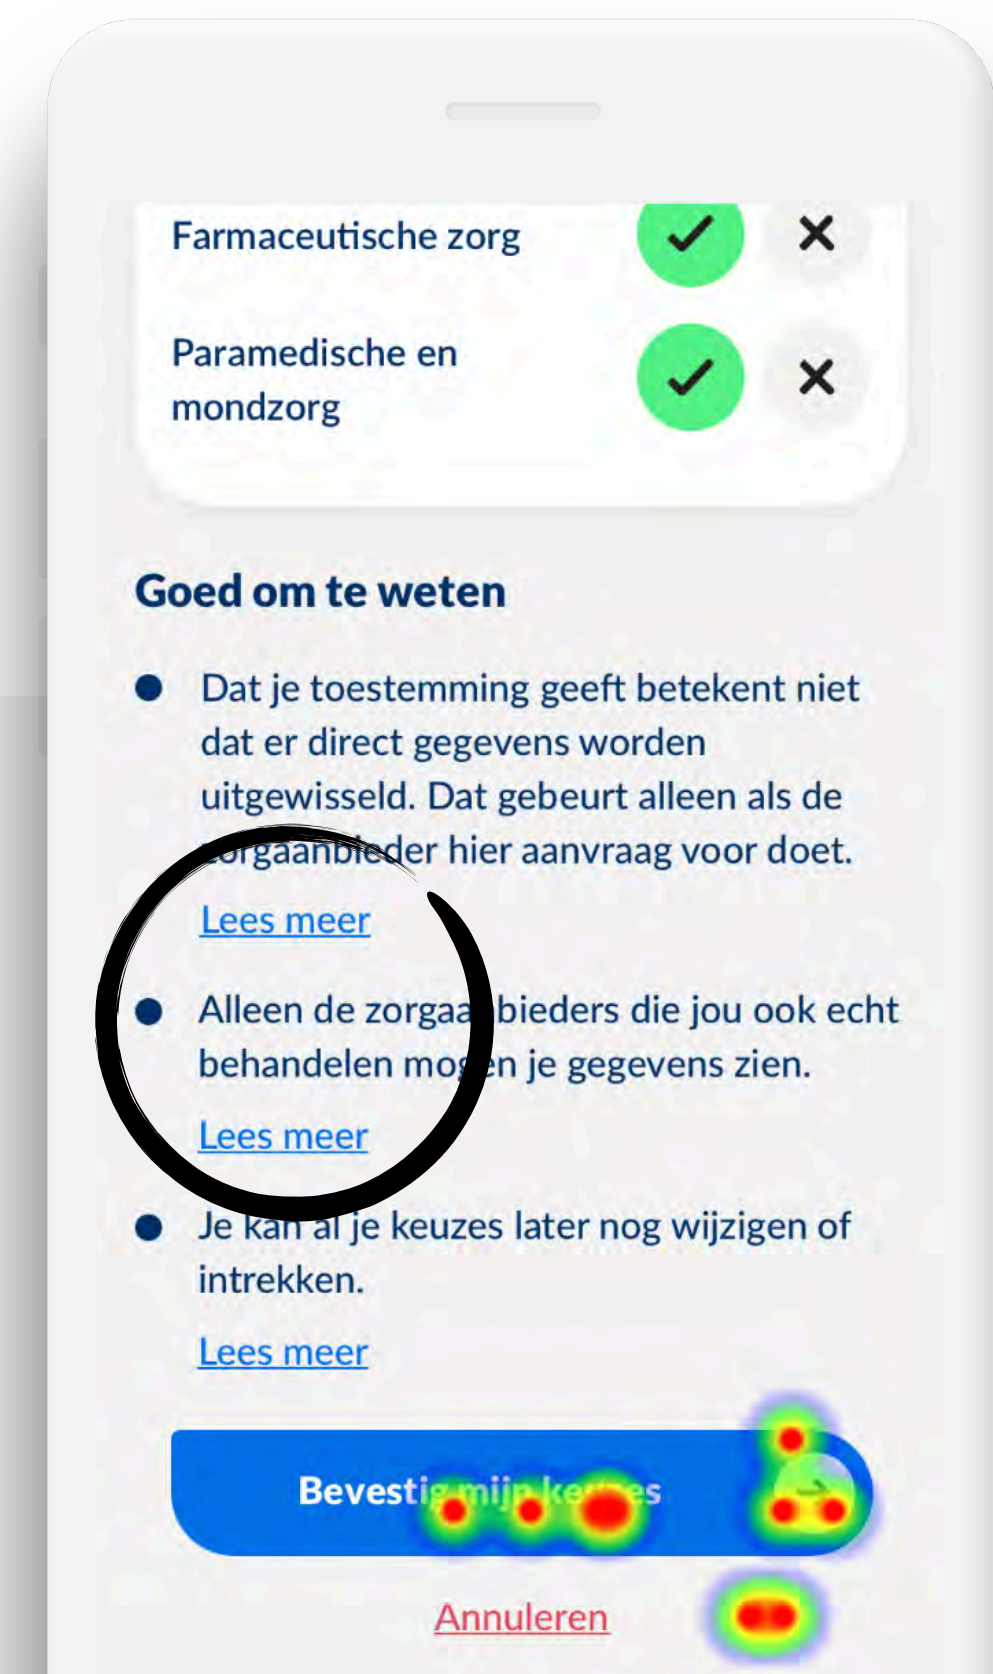 Farmaceutische zorg
Paramedische en
mondzorg
Goed om te weten
Dat je toestemming geeft betekent niet
dat er direct gegevens worden
uitgewisseld. Dat gebeurt alleen als de
zorgaanbieder hier aanvraag voor doet.
Lees meer
Alleen de zorgaanbieders die jou ook echt
behandelen mogen je gegevens zien.
Lees meer
Je kan al je keuzes later nog wijzigen of
intrekken.
Lees meer
Bevestig mijn keuzes
Annuleren